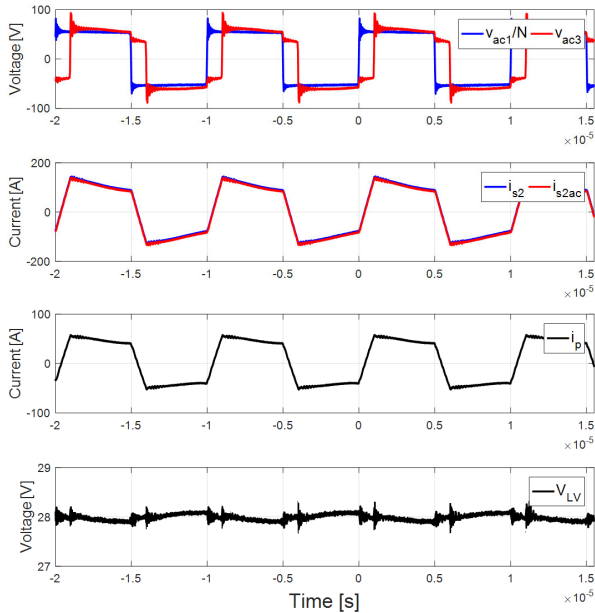 100
0
-100
Voltage [V]
v_ac1/N v_ac3
-2 -1.5 -1 -0.5 0 0.5 1 1.5
×10^-5
200
0
-200
Current [A]
i_s2 i_s2ac
-2 -1.5 -1 -0.5 0 0.5 1 1.5
×10^-5
100
0
-100
Current [A]
i_p
-2 -1.5 -1 -0.5 0 0.5 1 1.5
×10^-5
29
28
27
Voltage [V]
V_LV
-2 -1.5 -1 -0.5 0 0.5 1 1.5
×10^-5
Time [s]